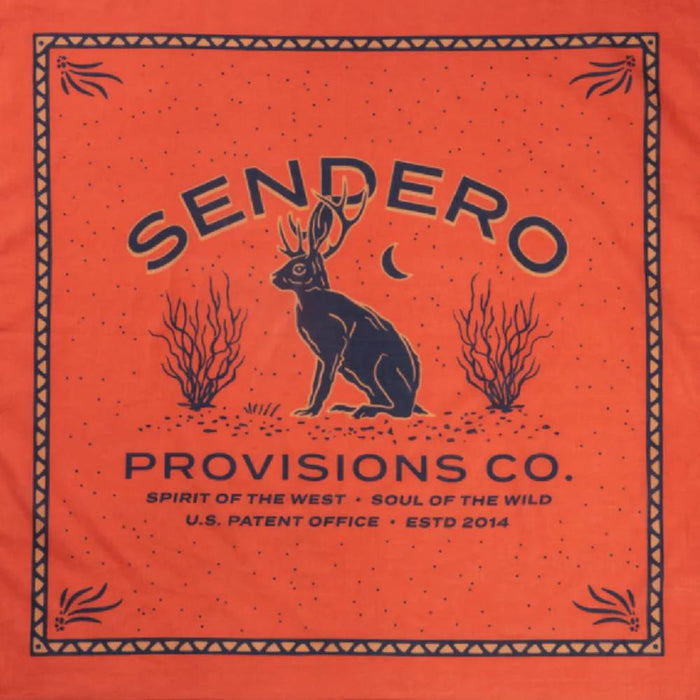 SENDERO
PROVISIONS CO.
SPIRIT OF THE WEST • SOUL OF THE WILD
U.S. PATENT OFFICE • ESTD 2014